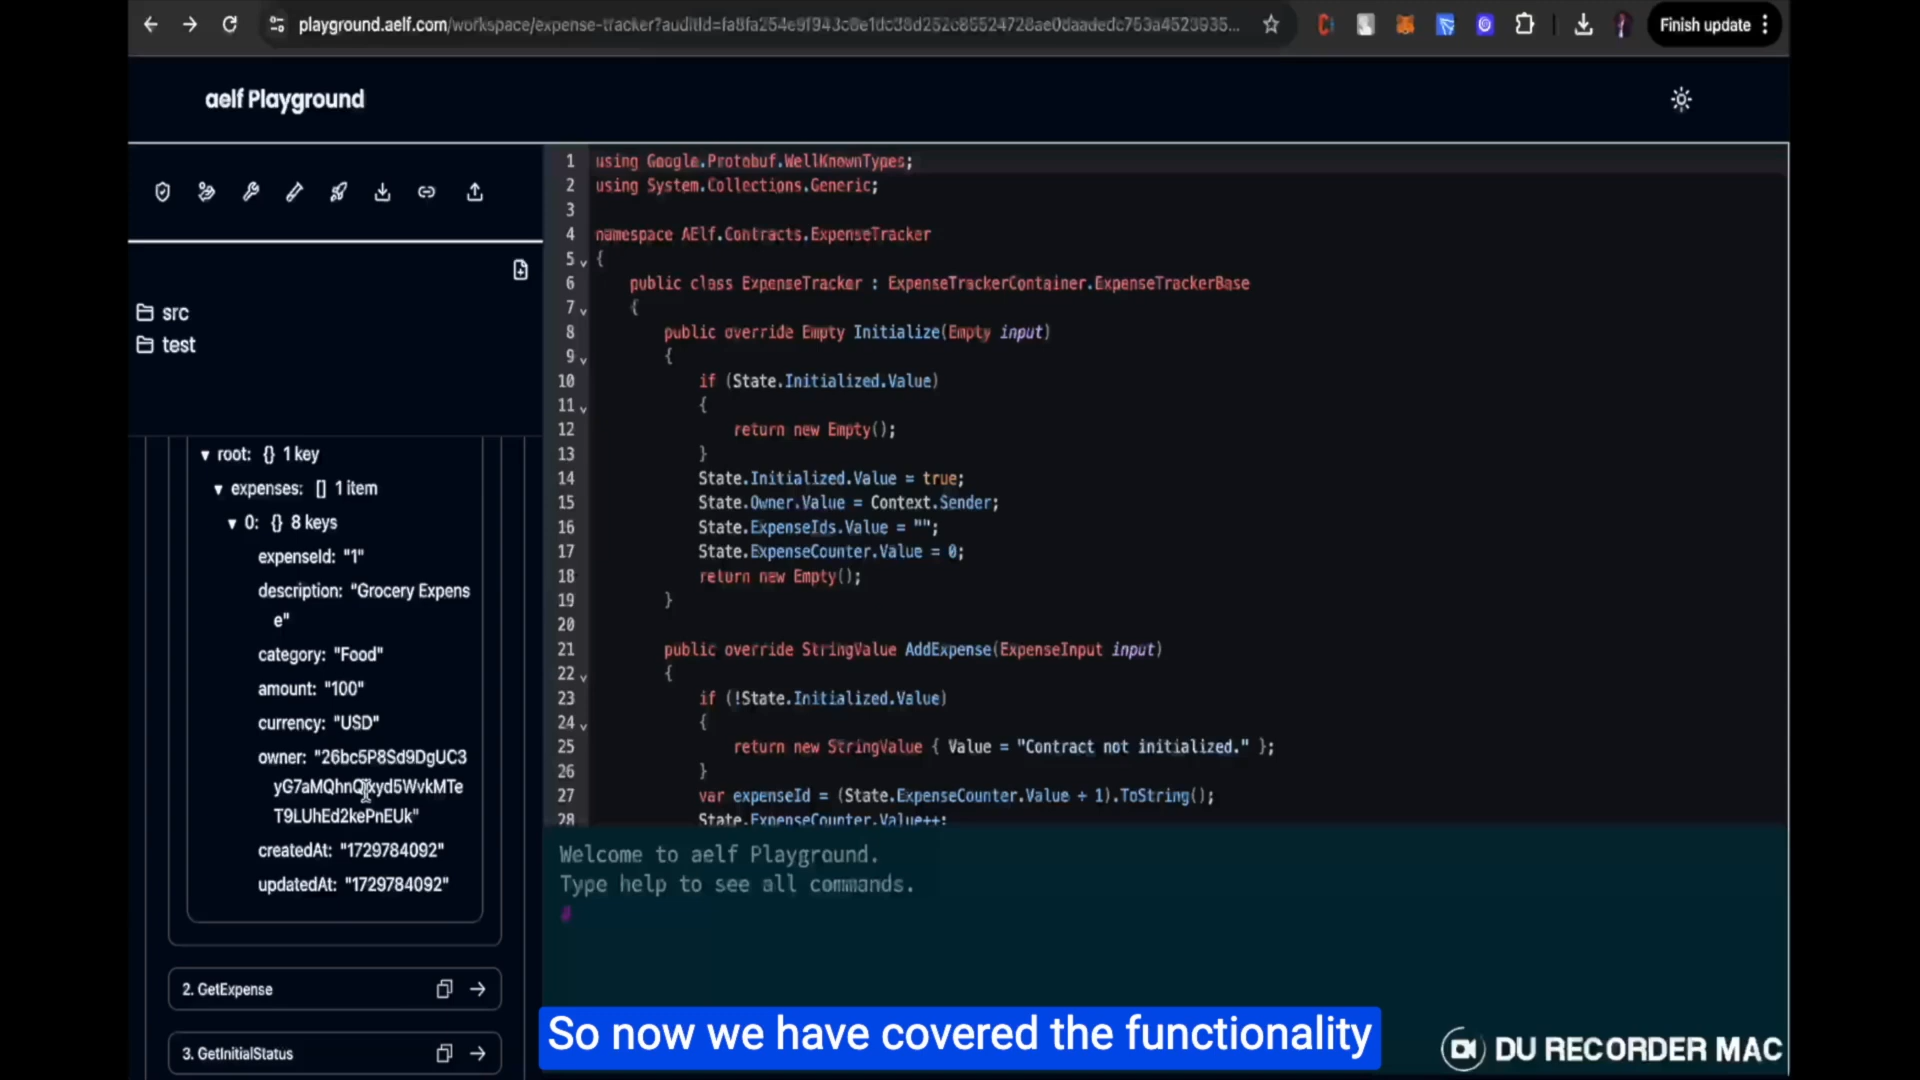 playground.aelf.com/workspace/expense-tracker?auditId=
Finish update
aelf Playground
src
test
root: {} 1 key
expenses: [] 1 item
0: {} 8 keys
expenseId: "1"
description: "Grocery Expens
e"
category: "Food"
amount: "100"
currency: "USD"
owner: "26bc5P8Sd9DgUC3
T9LUhEd2kePnEUk"
createdAt: "1729784092"
updatedAt: "1729784092"
2. GetExpense
3. GetInitialStatus
1 using Google.Protobuf.WellKnownTypes;
2 using System.Collections.Generic;
3
4 namespace AElf.Contracts.ExpenseTracker
5 {
6 public class ExpenseTracker : ExpenseTrackerContainer.ExpenseTrackerBase
7 {
8 public override Empty Initialize(Empty input)
9 {
10 if (State.Initialized.Value)
11 {
12 return new Empty();
13 }
14 State.Initialized.Value = true;
15 State.Owner.Value = Context.Sender;
16 State.ExpenseIds.Value = "";
17 State.ExpenseCounter.Value = 0;
18 return new Empty();
19 }
20
21 public override StringValue AddExpense(ExpenseInput input)
22 {
23 if (!State.Initialized.Value)
24 {
25 return new StringValue { Value = "Contract not initialized." };
26 }
27 var expenseId = (State.ExpenseCounter.Value + 1).ToString();
28 State.ExpenseCounter.Value++;
Welcome to aelf Playground.
Type help to see all commands.
So now we have covered the functionality
DU RECORDER MAC